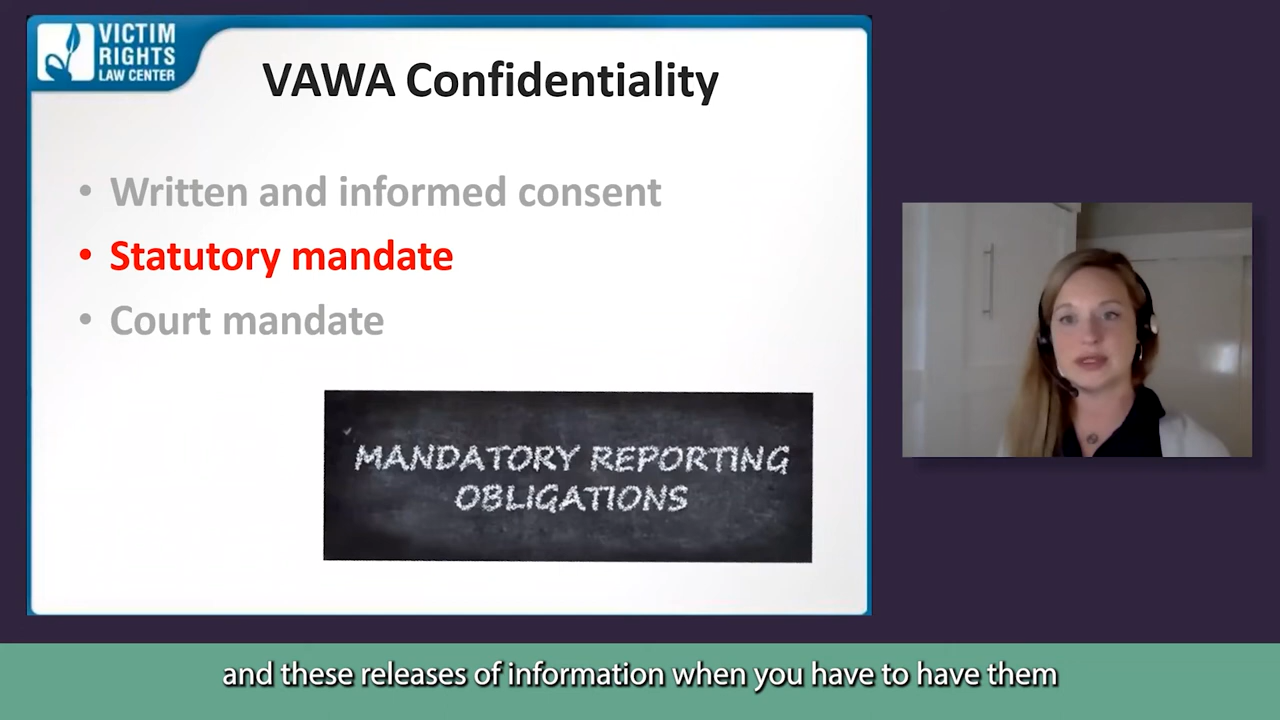 VICTIM
RIGHTS
LAW CENTER
VAWA Confidentiality
• Written and informed consent
• Statutory mandate
• Court mandate
MANDATORY REPORTING
OBLIGATIONS
and these releases of information when you have to have them